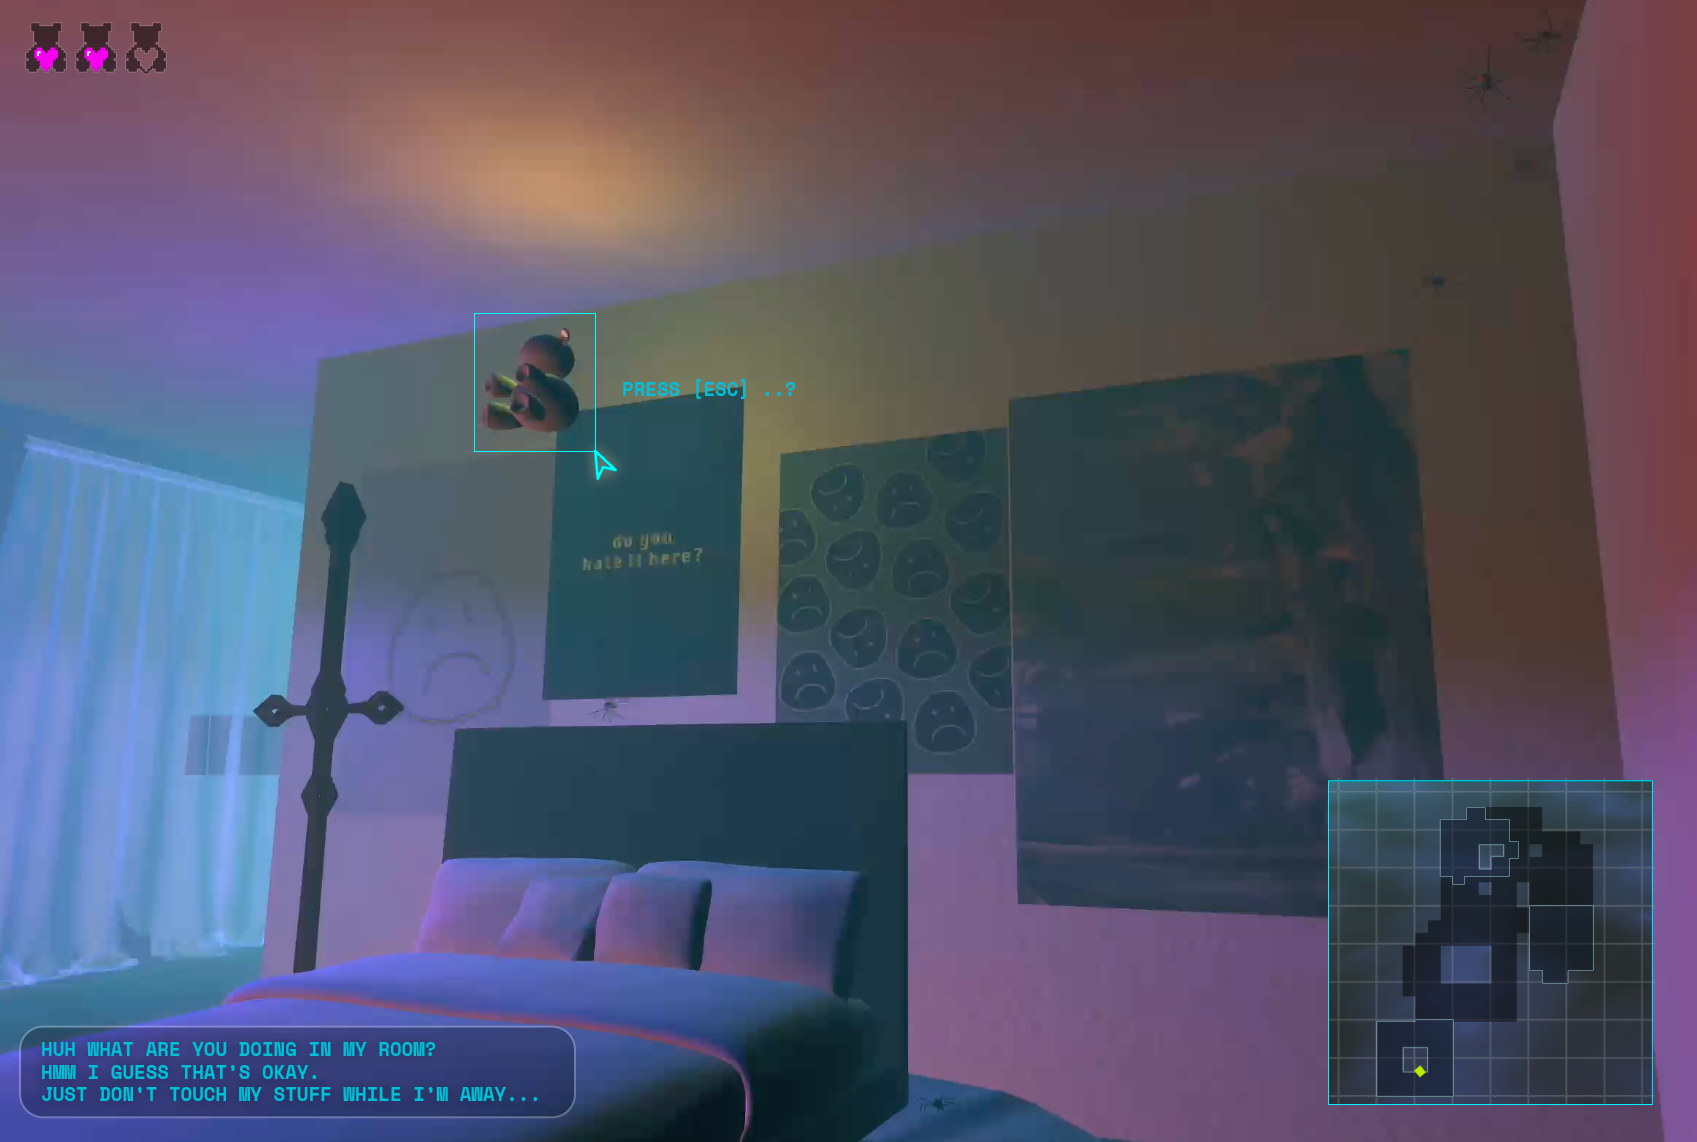 PRESS [ESC] ..?
do you
hate it here?
HUH WHAT ARE YOU DOING IN MY ROOM?
HMM I GUESS THAT'S OKAY.
JUST DON'T TOUCH MY STUFF WHILE I'M AWAY...